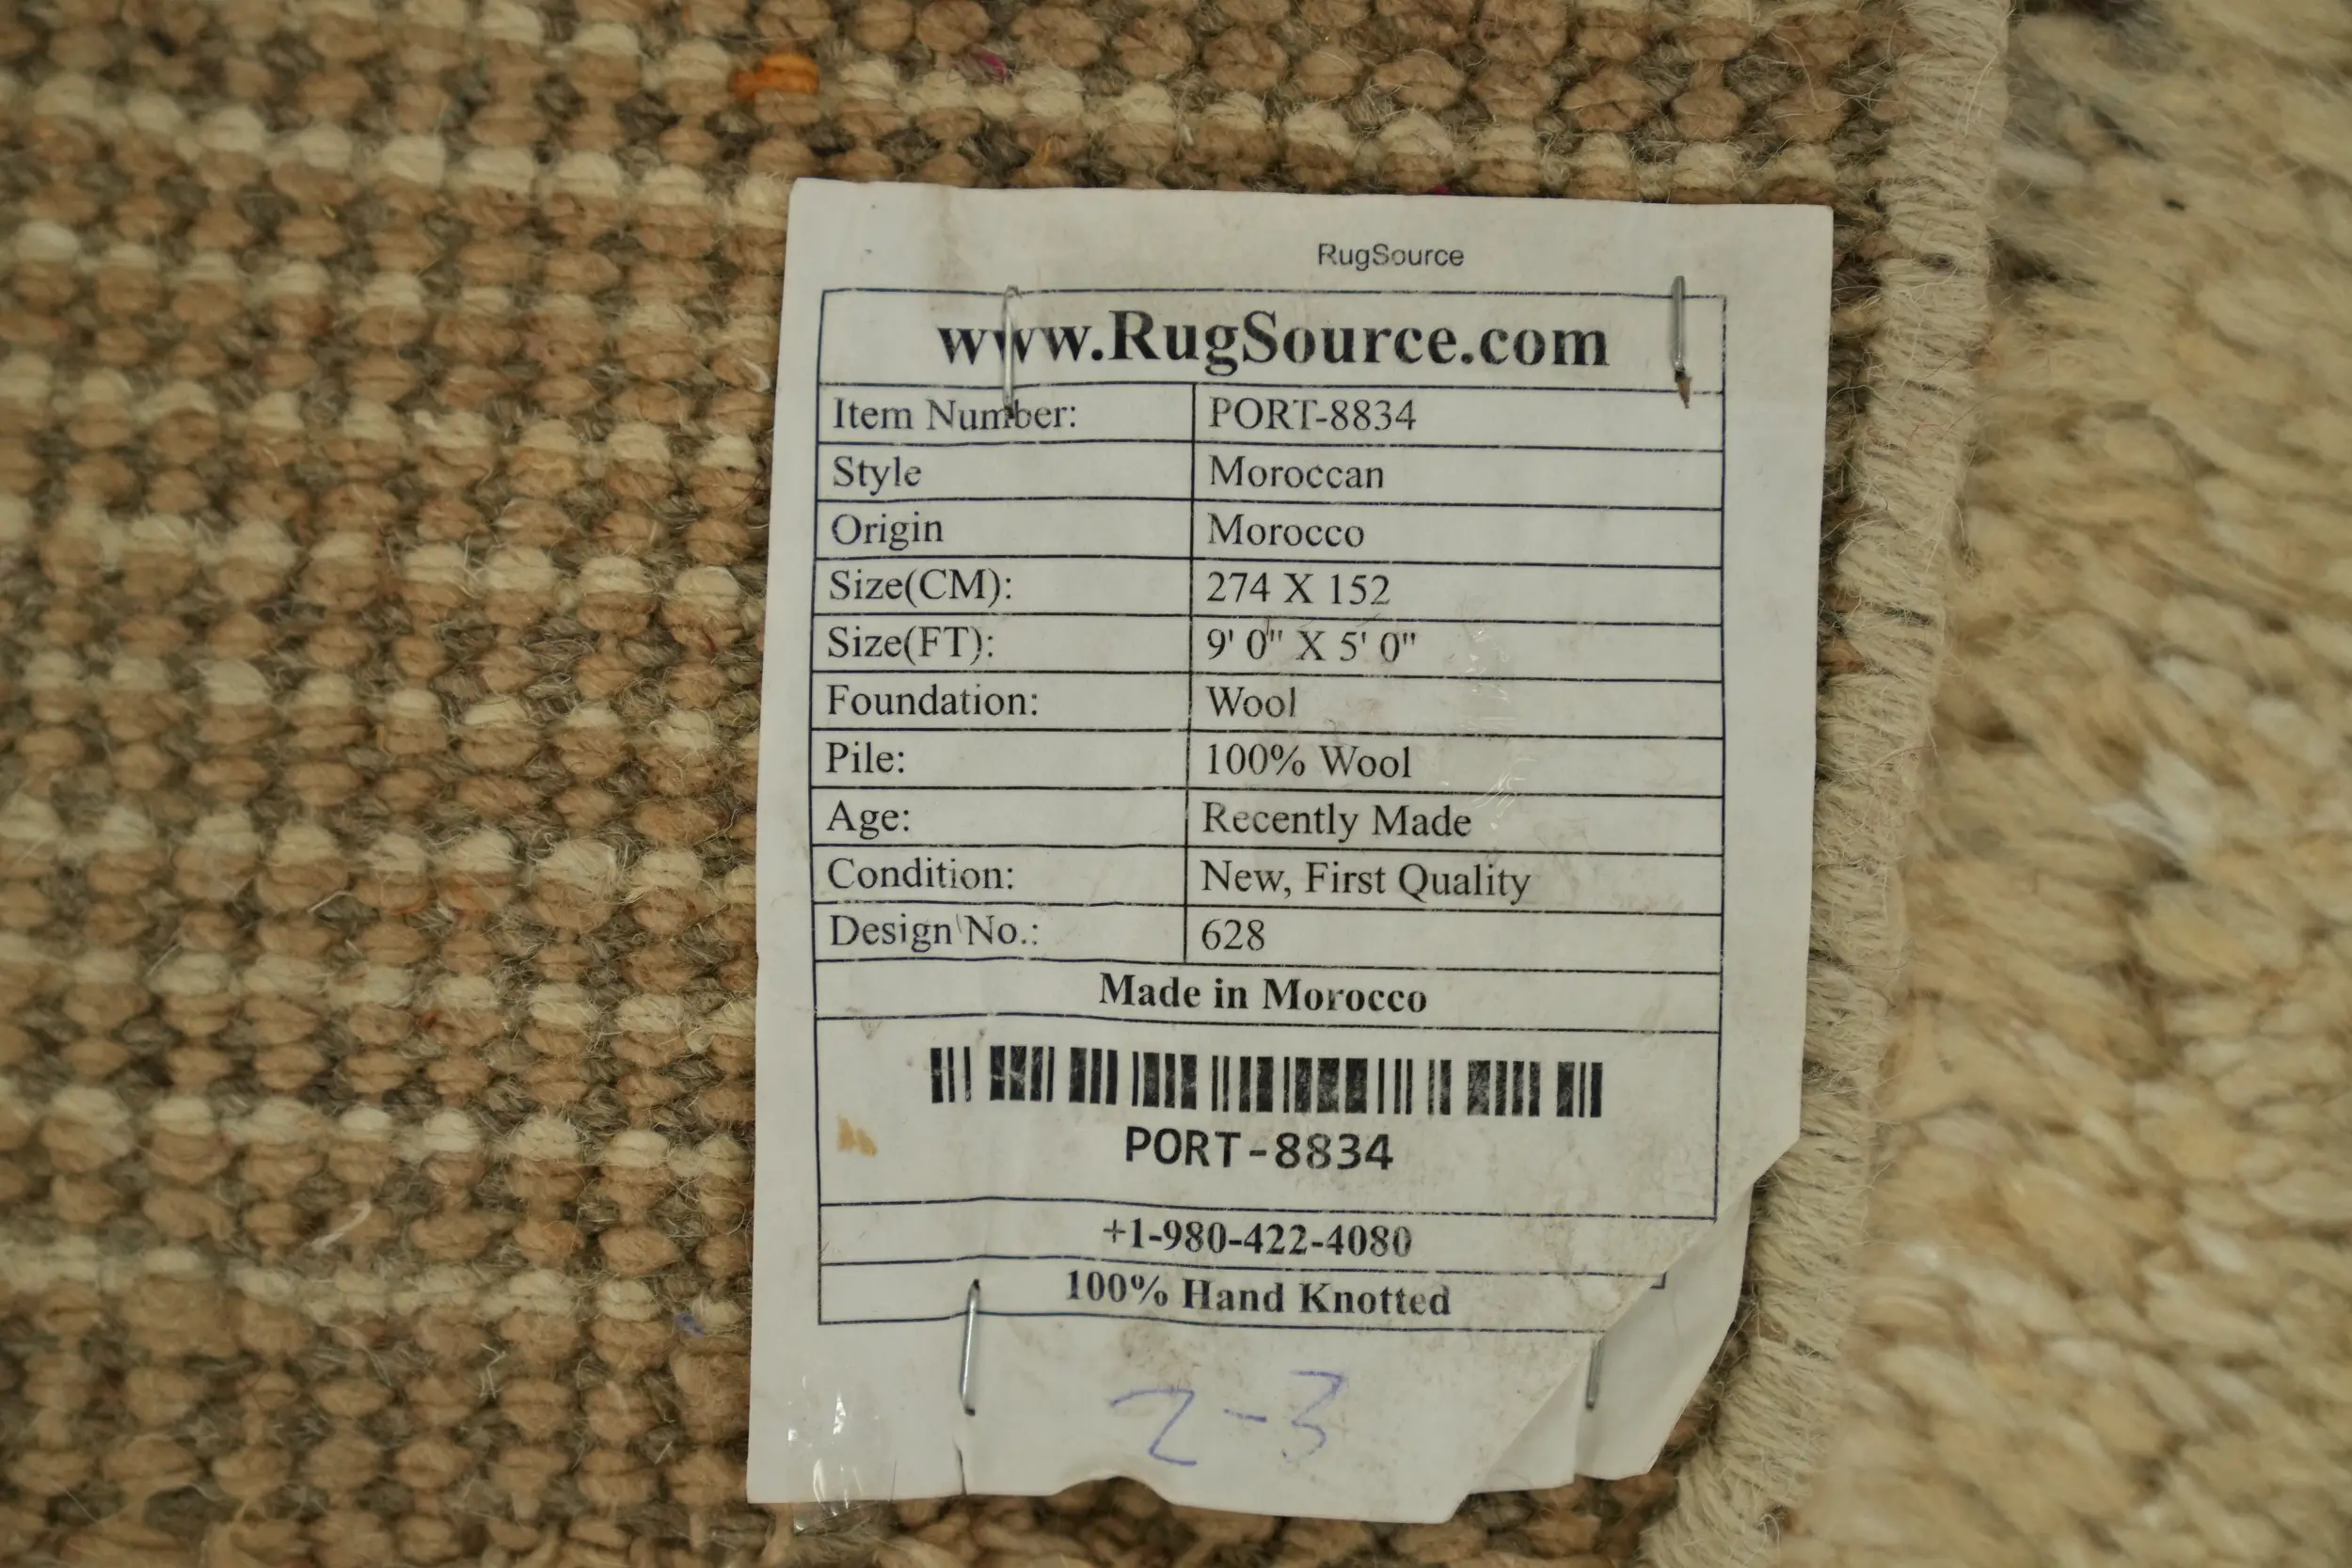 RugSource
www.RugSource.com
Item Number: PORT-8834
Style Moroccan
Origin Morocco
Size(CM): 274 X 152
Size(FT): 9' 0" X 5' 0"
Foundation: Wool
Pile: 100% Wool
Age: Recently Made
Condition: New, First Quality
Design No.: 628
Made in Morocco
PORT-8834
+1-980-422-4080
100% Hand Knotted
2-3